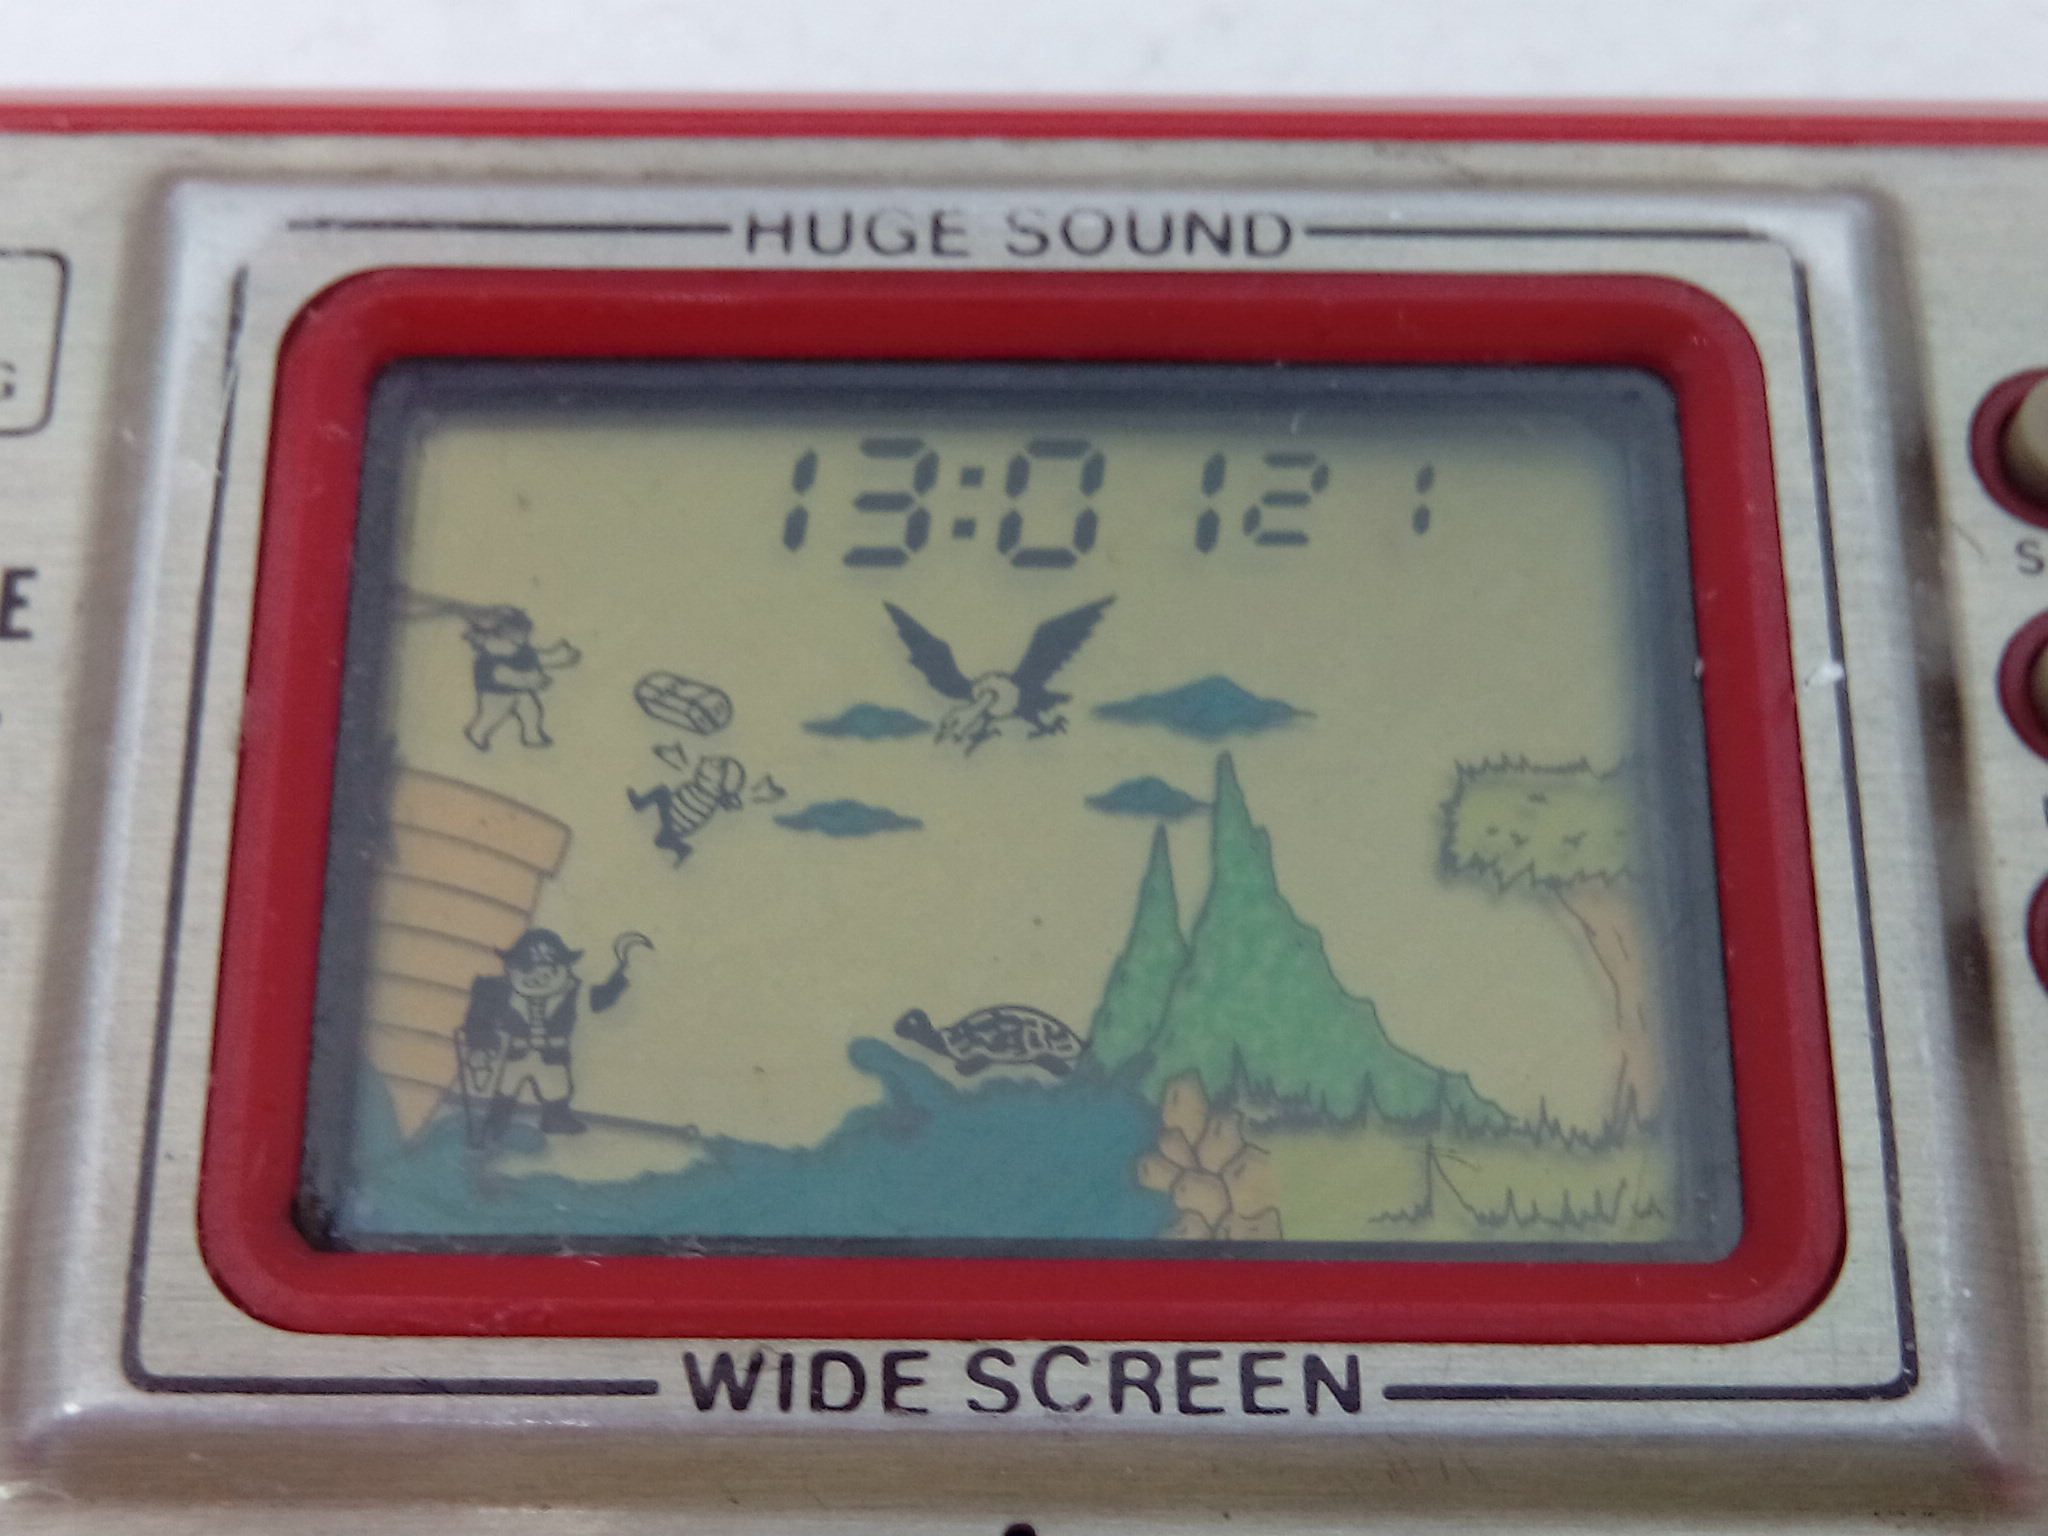 HUGE SOUND
13:01 21
E
WIDE SCREEN